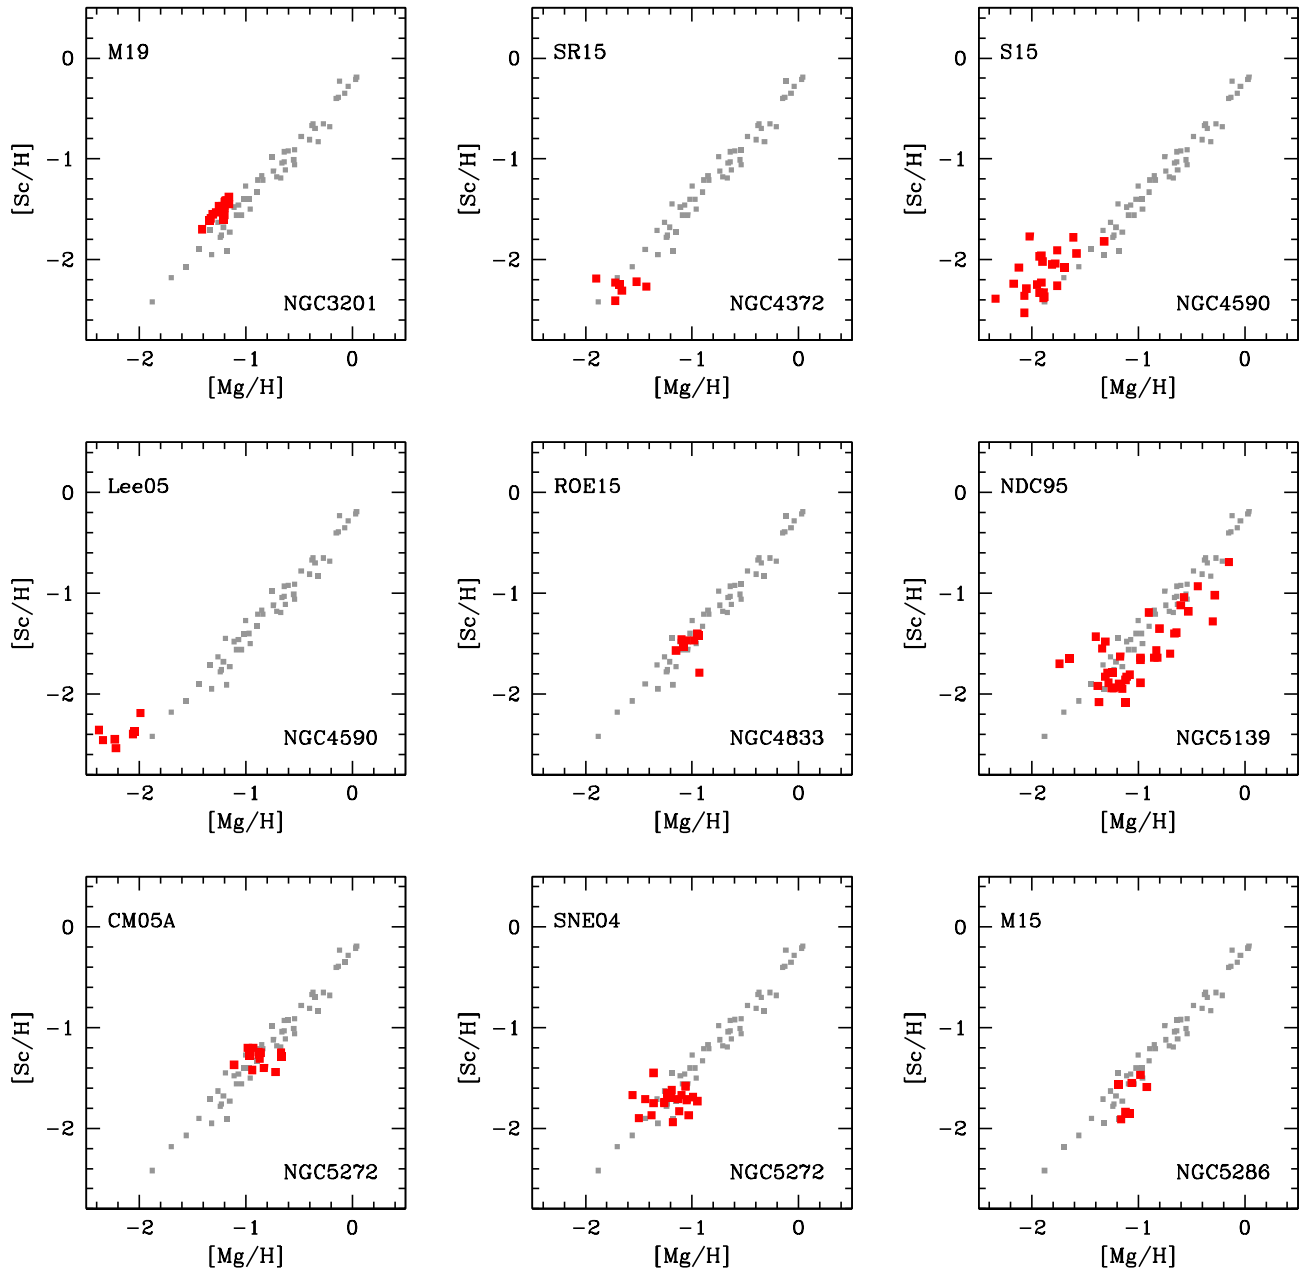 M19
0
−1
−2
[Sc/H]
NGC3201
−2 −1 0
[Mg/H]
SR15
0
−1
−2
[Sc/H]
NGC4372
−2 −1 0
[Mg/H]
S15
0
−1
−2
[Sc/H]
NGC4590
−2 −1 0
[Mg/H]
Lee05
0
−1
−2
[Sc/H]
NGC4590
−2 −1 0
[Mg/H]
ROE15
0
−1
−2
[Sc/H]
NGC4833
−2 −1 0
[Mg/H]
NDC95
0
−1
−2
[Sc/H]
NGC5139
−2 −1 0
[Mg/H]
CM05A
0
−1
−2
[Sc/H]
NGC5272
−2 −1 0
[Mg/H]
SNE04
0
−1
−2
[Sc/H]
NGC5272
−2 −1 0
[Mg/H]
M15
0
−1
−2
[Sc/H]
NGC5286
−2 −1 0
[Mg/H]